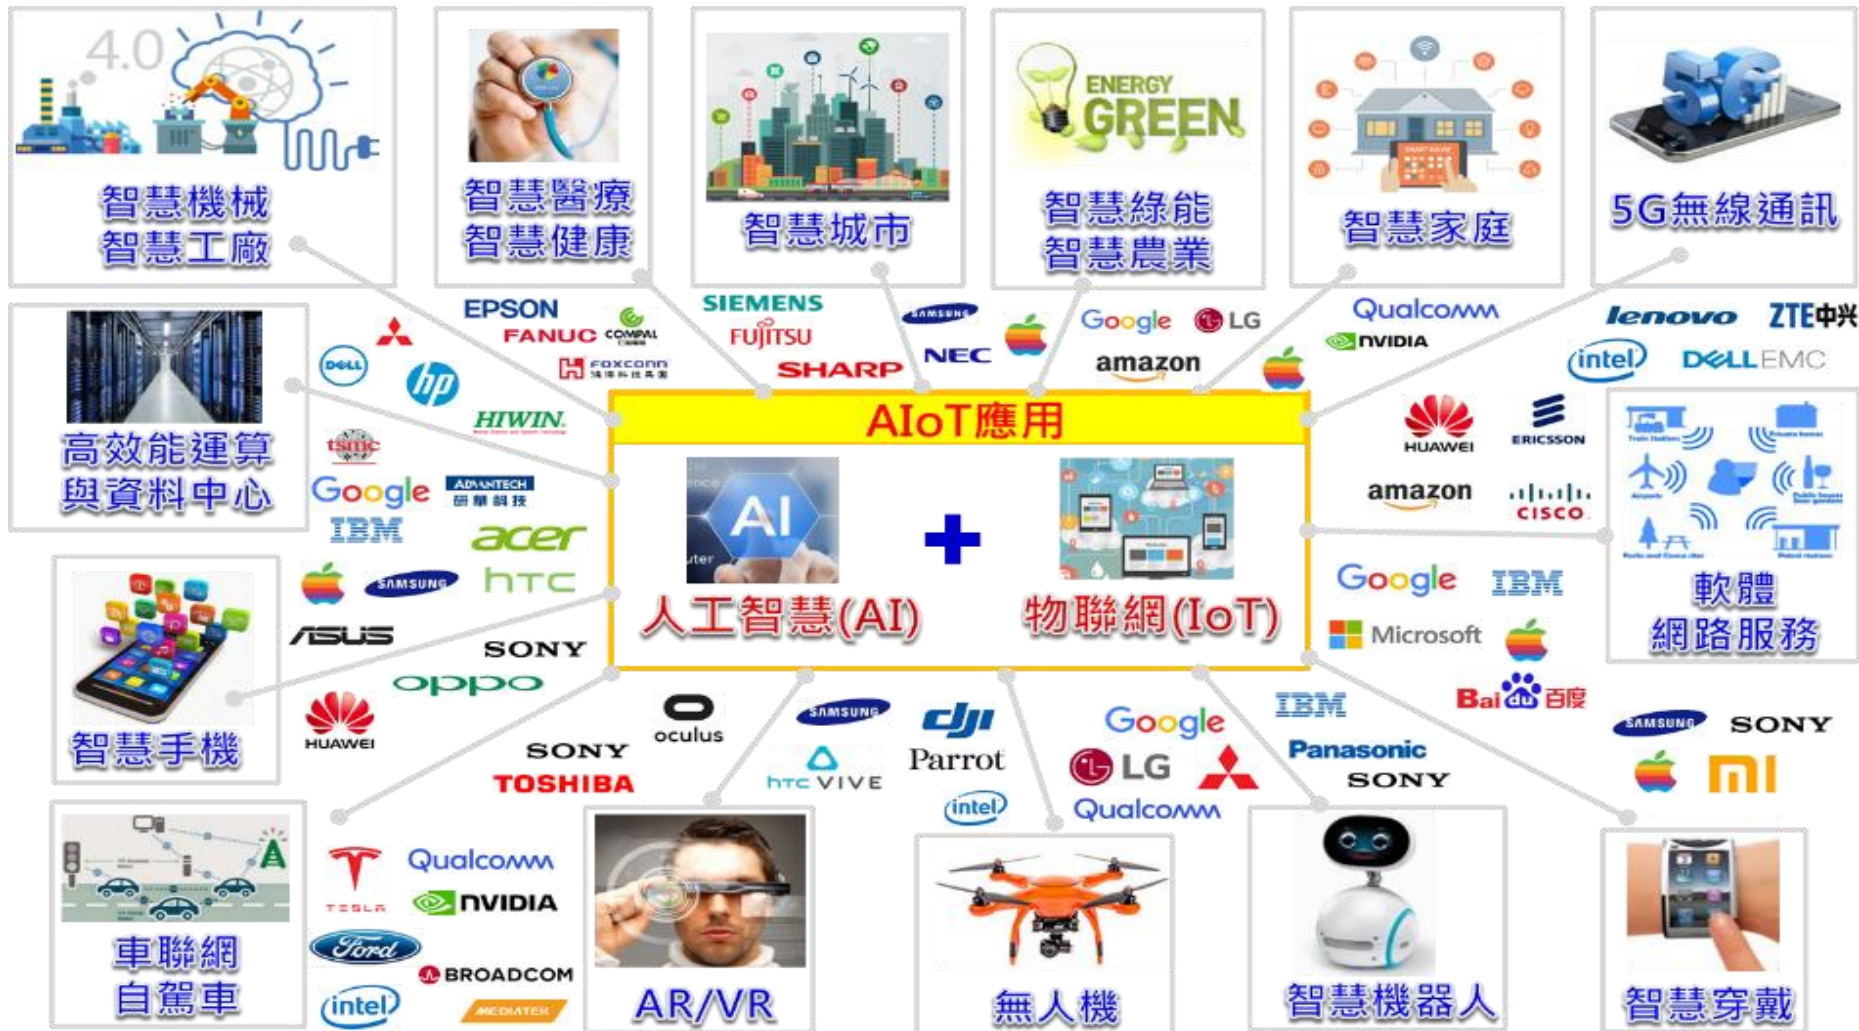 4.0
智慧機械
智慧工廠
智慧醫療
智慧健康
智慧城市
ENERGY
GREEN
智慧綠能
智慧農業
智慧家庭
5G
5G無線通訊
EPSON
FANUC
COMPAL
FOXCONN
SIEMENS
FUJITSU
SHARP
SAMSUNG
NEC
Google
LG
amazon
Qualcomm
NVIDIA
lenovo
ZTE中兴
intel
DELLEMC
DELL
hp
HIWIN
高效能運算
與資料中心
tsmc
Google
ADVANTECH
研華科技
IBM
acer
SAMSUNG
hTC
ASUS
SONY
oppo
HUAWEI
智慧手機
AIoT應用
AI
人工智慧(AI)
+
物聯網(IoT)
HUAWEI
ERICSSON
amazon
CISCO
Google
IBM
Microsoft
Bai du 百度
Train Stations
Private homes
Airports
軟體
網路服務
SONY
TOSHIBA
oculus
SAMSUNG
hTC VIVE
dji
Parrot
intel
Google
LG
Qualcomm
IBM
Panasonic
SONY
SAMSUNG
SONY
MI
車聯網
自駕車
TESLA
Qualcomm
NVIDIA
Ford
BROADCOM
intel
MEDIATEK
AR/VR
無人機
智慧機器人
智慧穿戴